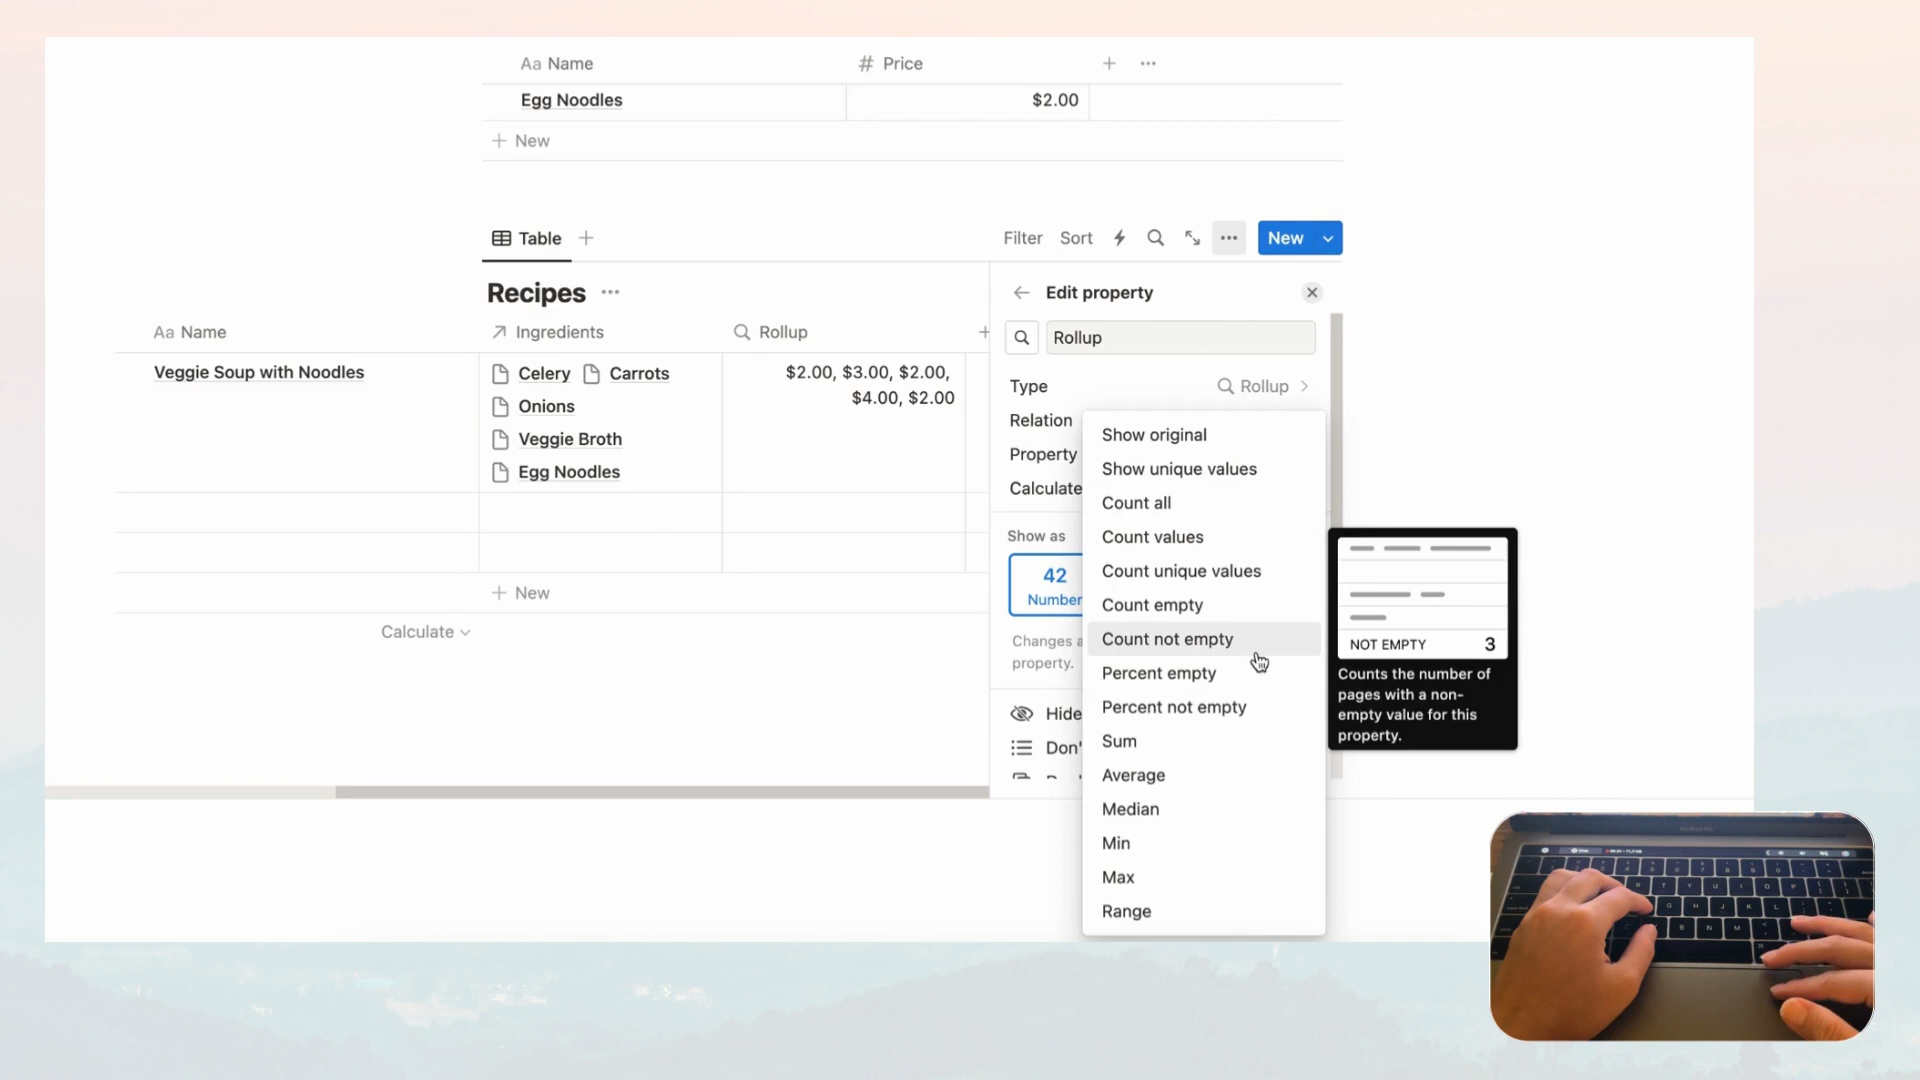 Aa Name
# Price
Egg Noodles
$2.00
+ New
Table
Filter
Sort
New
Recipes
Aa Name
Ingredients
Rollup
Veggie Soup with Noodles
Celery
Carrots
Onions
Veggie Broth
Egg Noodles
$2.00, $3.00, $2.00,
$4.00, $2.00
+ New
Calculate
Edit property
Rollup
Type
Rollup
Relation
Property
Calculate
Show as
42
Number
Changes a
property.
Hide
Don'
Show original
Show unique values
Count all
Count values
Count unique values
Count empty
Count not empty
Percent empty
Percent not empty
Sum
Average
Median
Min
Max
Range
NOT EMPTY 3
Counts the number of
pages with a non-
empty value for this
property.